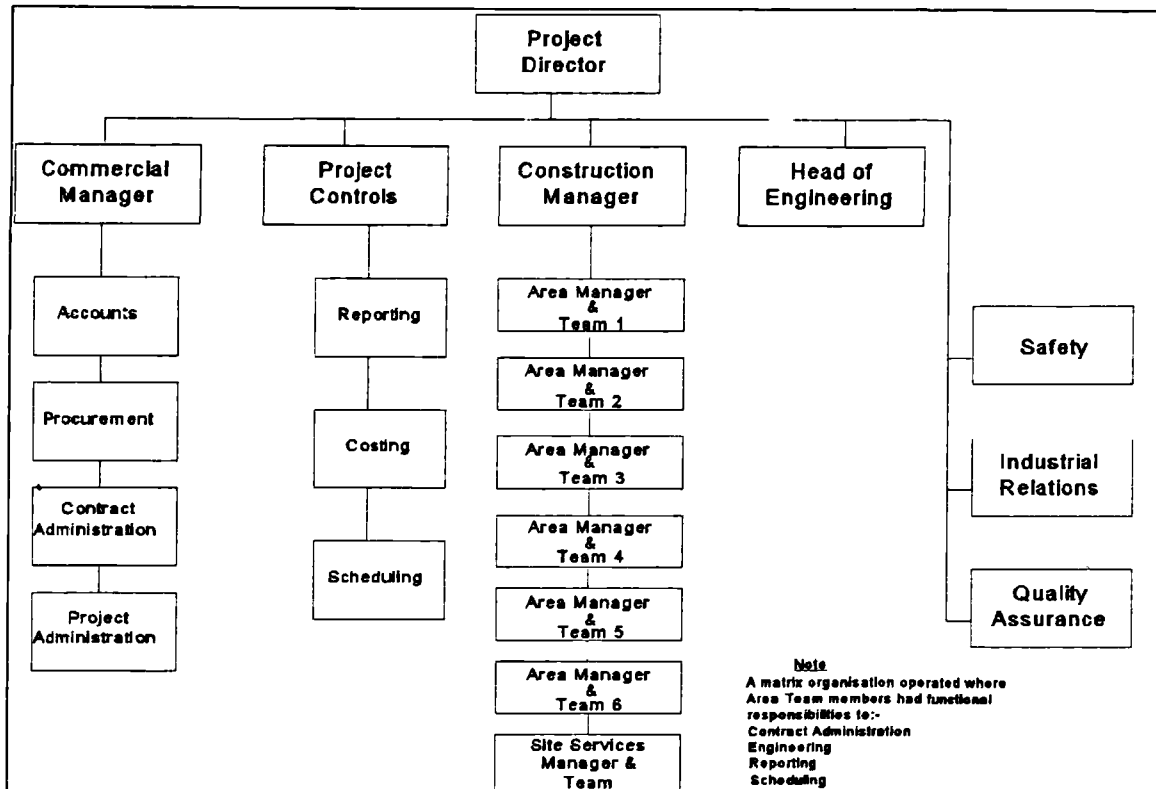 Project
Director
Commercial
Manager
Project
Controls
Construction
Manager
Head of
Engineering
Accounts
Procurement
Contract
Administration
Project
Administration
Reporting
Costing
Scheduling
Area Manager
&
Team 1
Area Manager
&
Team 2
Area Manager
&
Team 3
Area Manager
&
Team 4
Area Manager
&
Team 5
Area Manager
&
Team 6
Site Services
Manager &
Team
Safety
Industrial
Relations
Quality
Assurance
Note
A matrix organisation operated where
Area Team members had functional
responsibilities to:-
Contract Administration
Engineering
Reporting
Scheduling